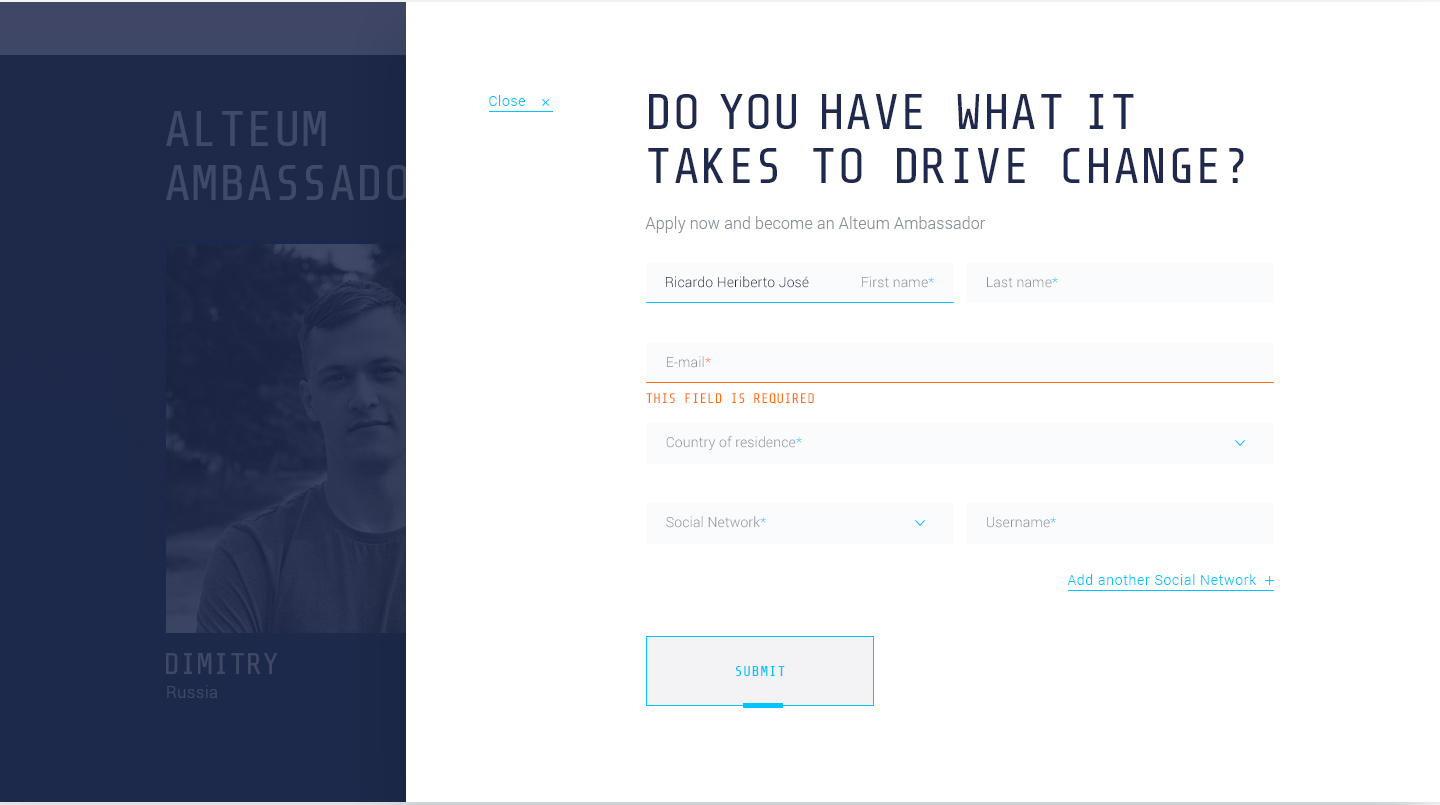 ALTEUM
AMBASSADO
DIMITRY
Russia
Close ×
DO YOU HAVE WHAT IT
TAKES TO DRIVE CHANGE?
Apply now and become an Alteum Ambassador
Ricardo Heriberto José First name*
Last name*
E-mail*
THIS FIELD IS REQUIRED
Country of residence*
Social Network*
Username*
Add another Social Network +
SUBMIT